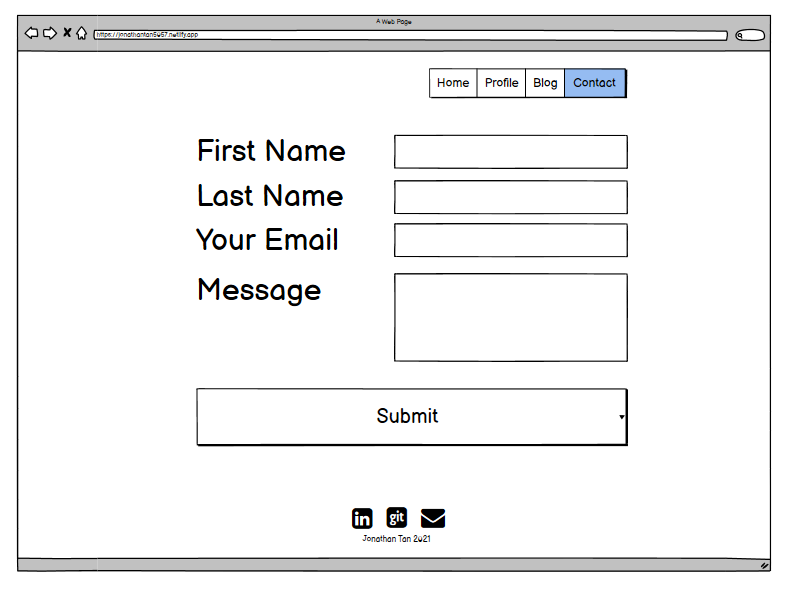 A Web Page
https://jonathantan5067.netlify.app
Home Profile Blog Contact
First Name
Last Name
Your Email
Message
Submit
in git
Jonathan Tan 2021